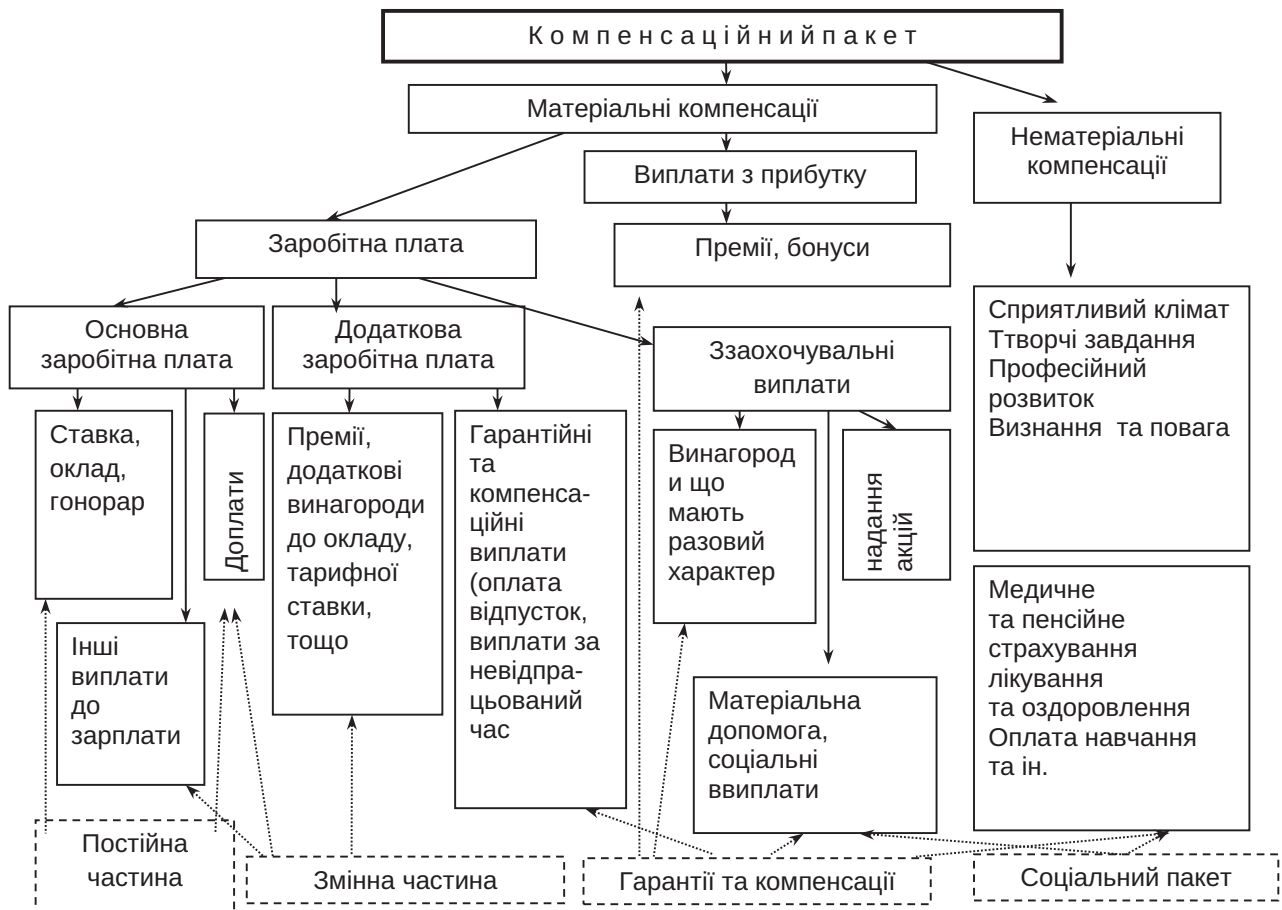 К о м п е н с а ц і й н и й п а к е т
Матеріальні компенсації
Нематеріальні
компенсації
Виплати з прибутку
Заробітна плата
Премії, бонуси
Основна
заробітна плата
Додаткова
заробітна плата
Ззаохочувальні
виплати
Сприятливий клімат
Ттворчі завдання
Професійний
розвиток
Визнання та повага
Ставка,
оклад,
гонорар
Доплати
Премії,
додаткові
винагороди
до окладу,
тарифної
ставки,
тощо
Гарантійні
та
компенса-
ційні
виплати
(оплата
відпусток,
виплати за
невідпра-
цьований
час
Винагород
и що
мають
разовий
характер
надання
акцій
Інші
виплати
до
зарплати
Матеріальна
допомога,
соціальні
ввиплати
Медичне
та пенсійне
страхування
лікування
та оздоровлення
Оплата навчання
та ін.
Постійна
частина
Змінна частина
Гарантії та компенсації
Соціальний пакет